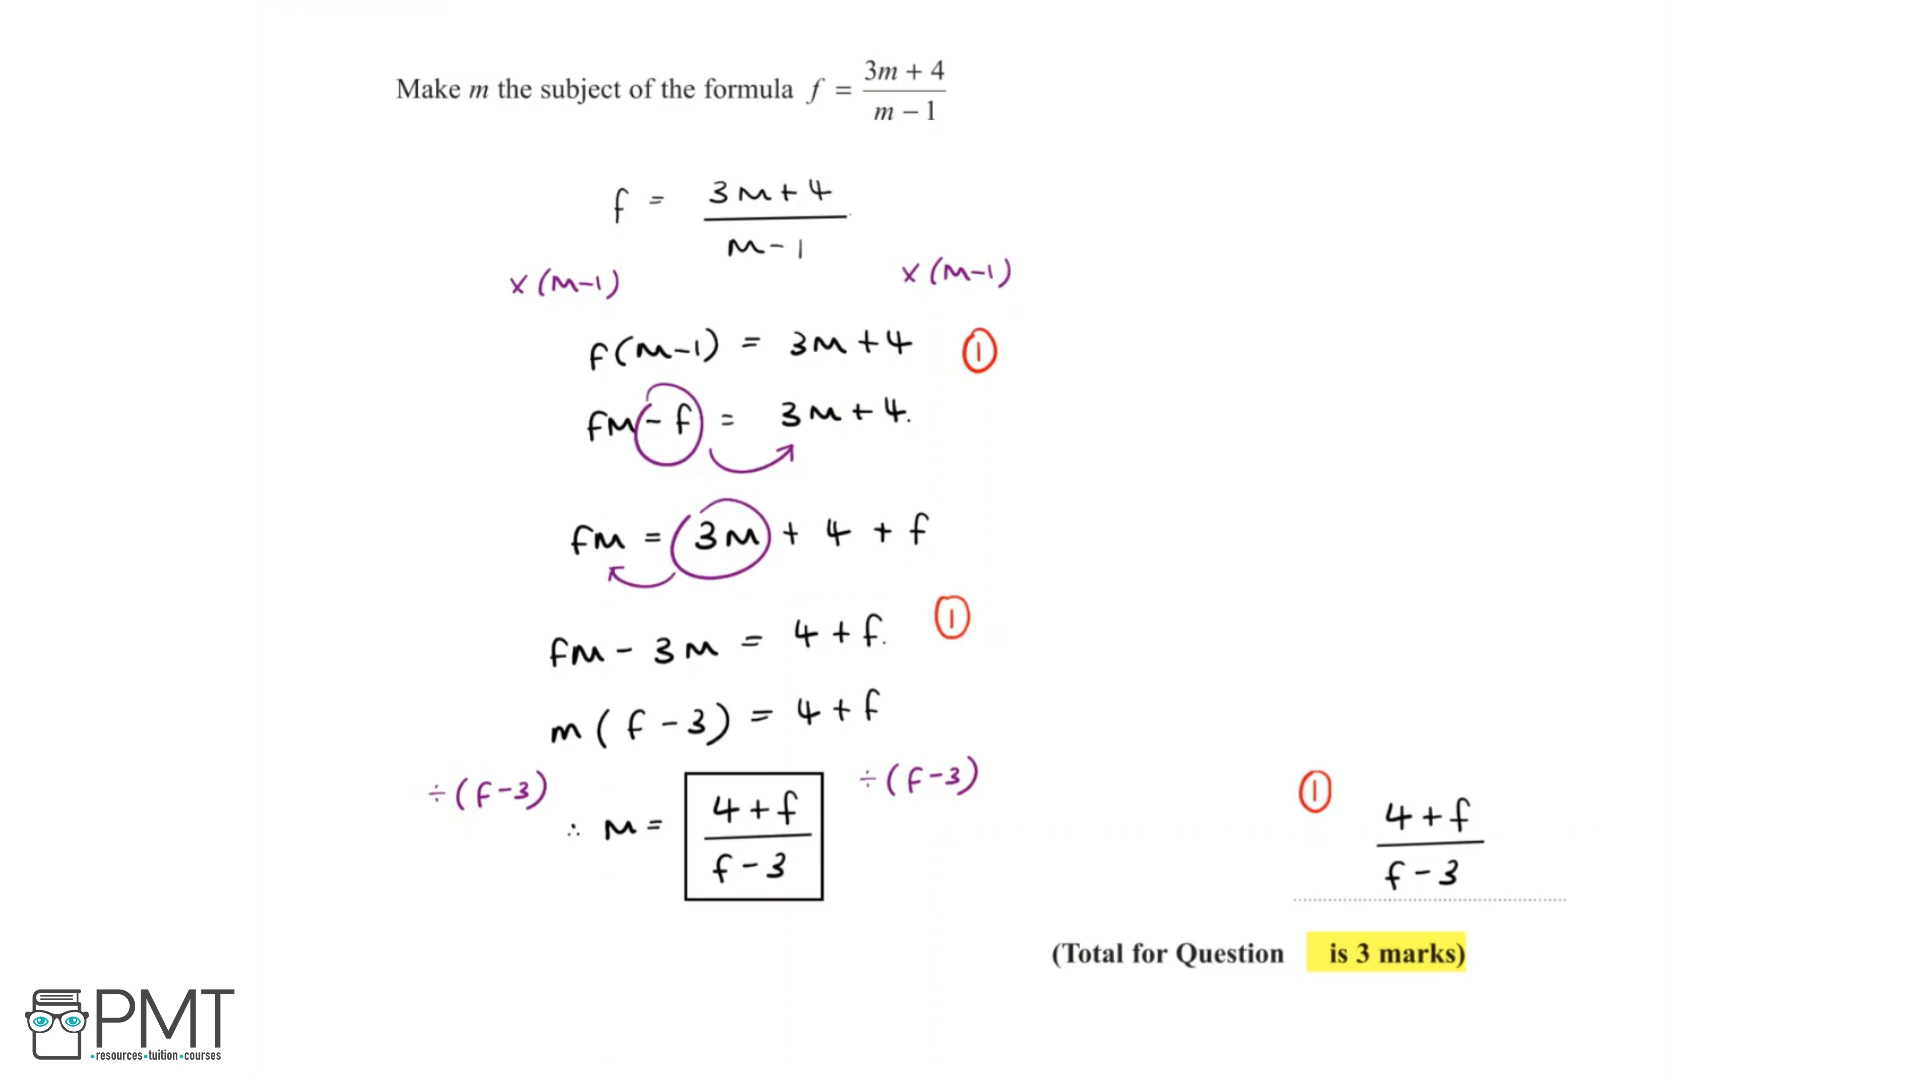 Make m the subject of the formula f = (3m + 4)/(m − 1)
f = (3m+4)/(m-1)
×(m-1) ×(m-1)
f(m-1) = 3m+4 ①
fm - f = 3m+4.
fm = 3m + 4 + f
fm - 3m = 4+f. ①
m(f-3) = 4+f
÷(f-3) ÷(f-3)
∴ m = (4+f)/(f-3)
① (4+f)/(f-3)
(Total for Question is 3 marks)
PMT
•resources•tuition•courses